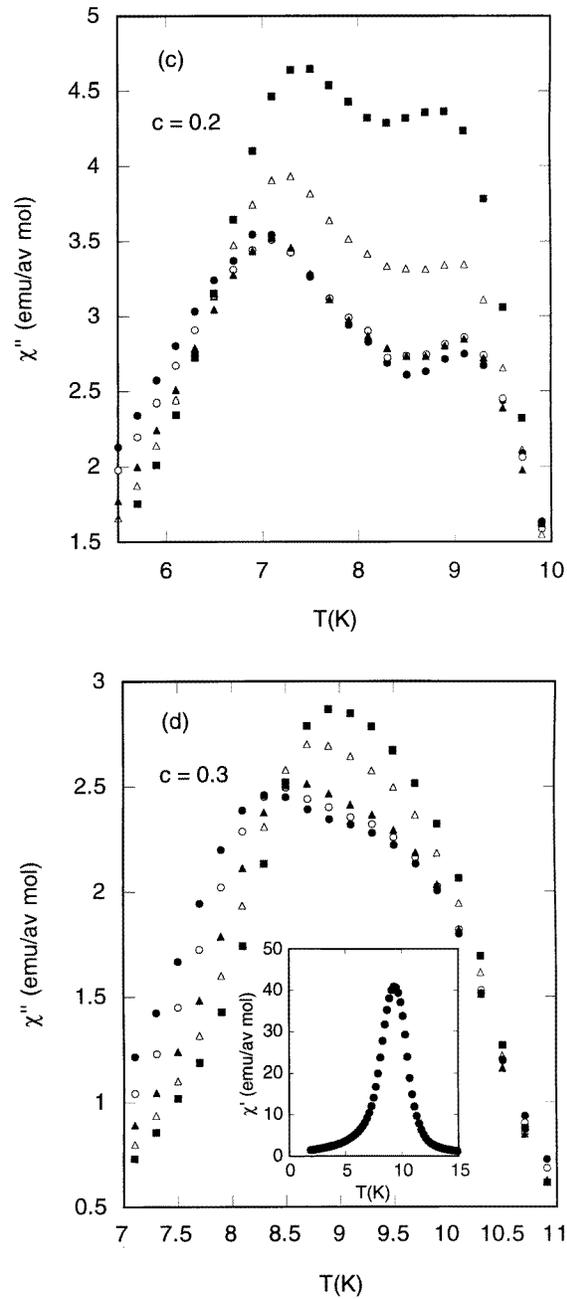 5
(c)
4.5
c = 0.2
4
3.5
3
2.5
2
1.5
χ" (emu/av mol)
6 7 8 9 10
T(K)
3
(d)
c = 0.3
2.5
2
1.5
1
0.5
χ" (emu/av mol)
50
40
30
20
10
0
χ' (emu/av mol)
0 5 10 15
T(K)
7 7.5 8 8.5 9 9.5 10 10.5 11
T(K)